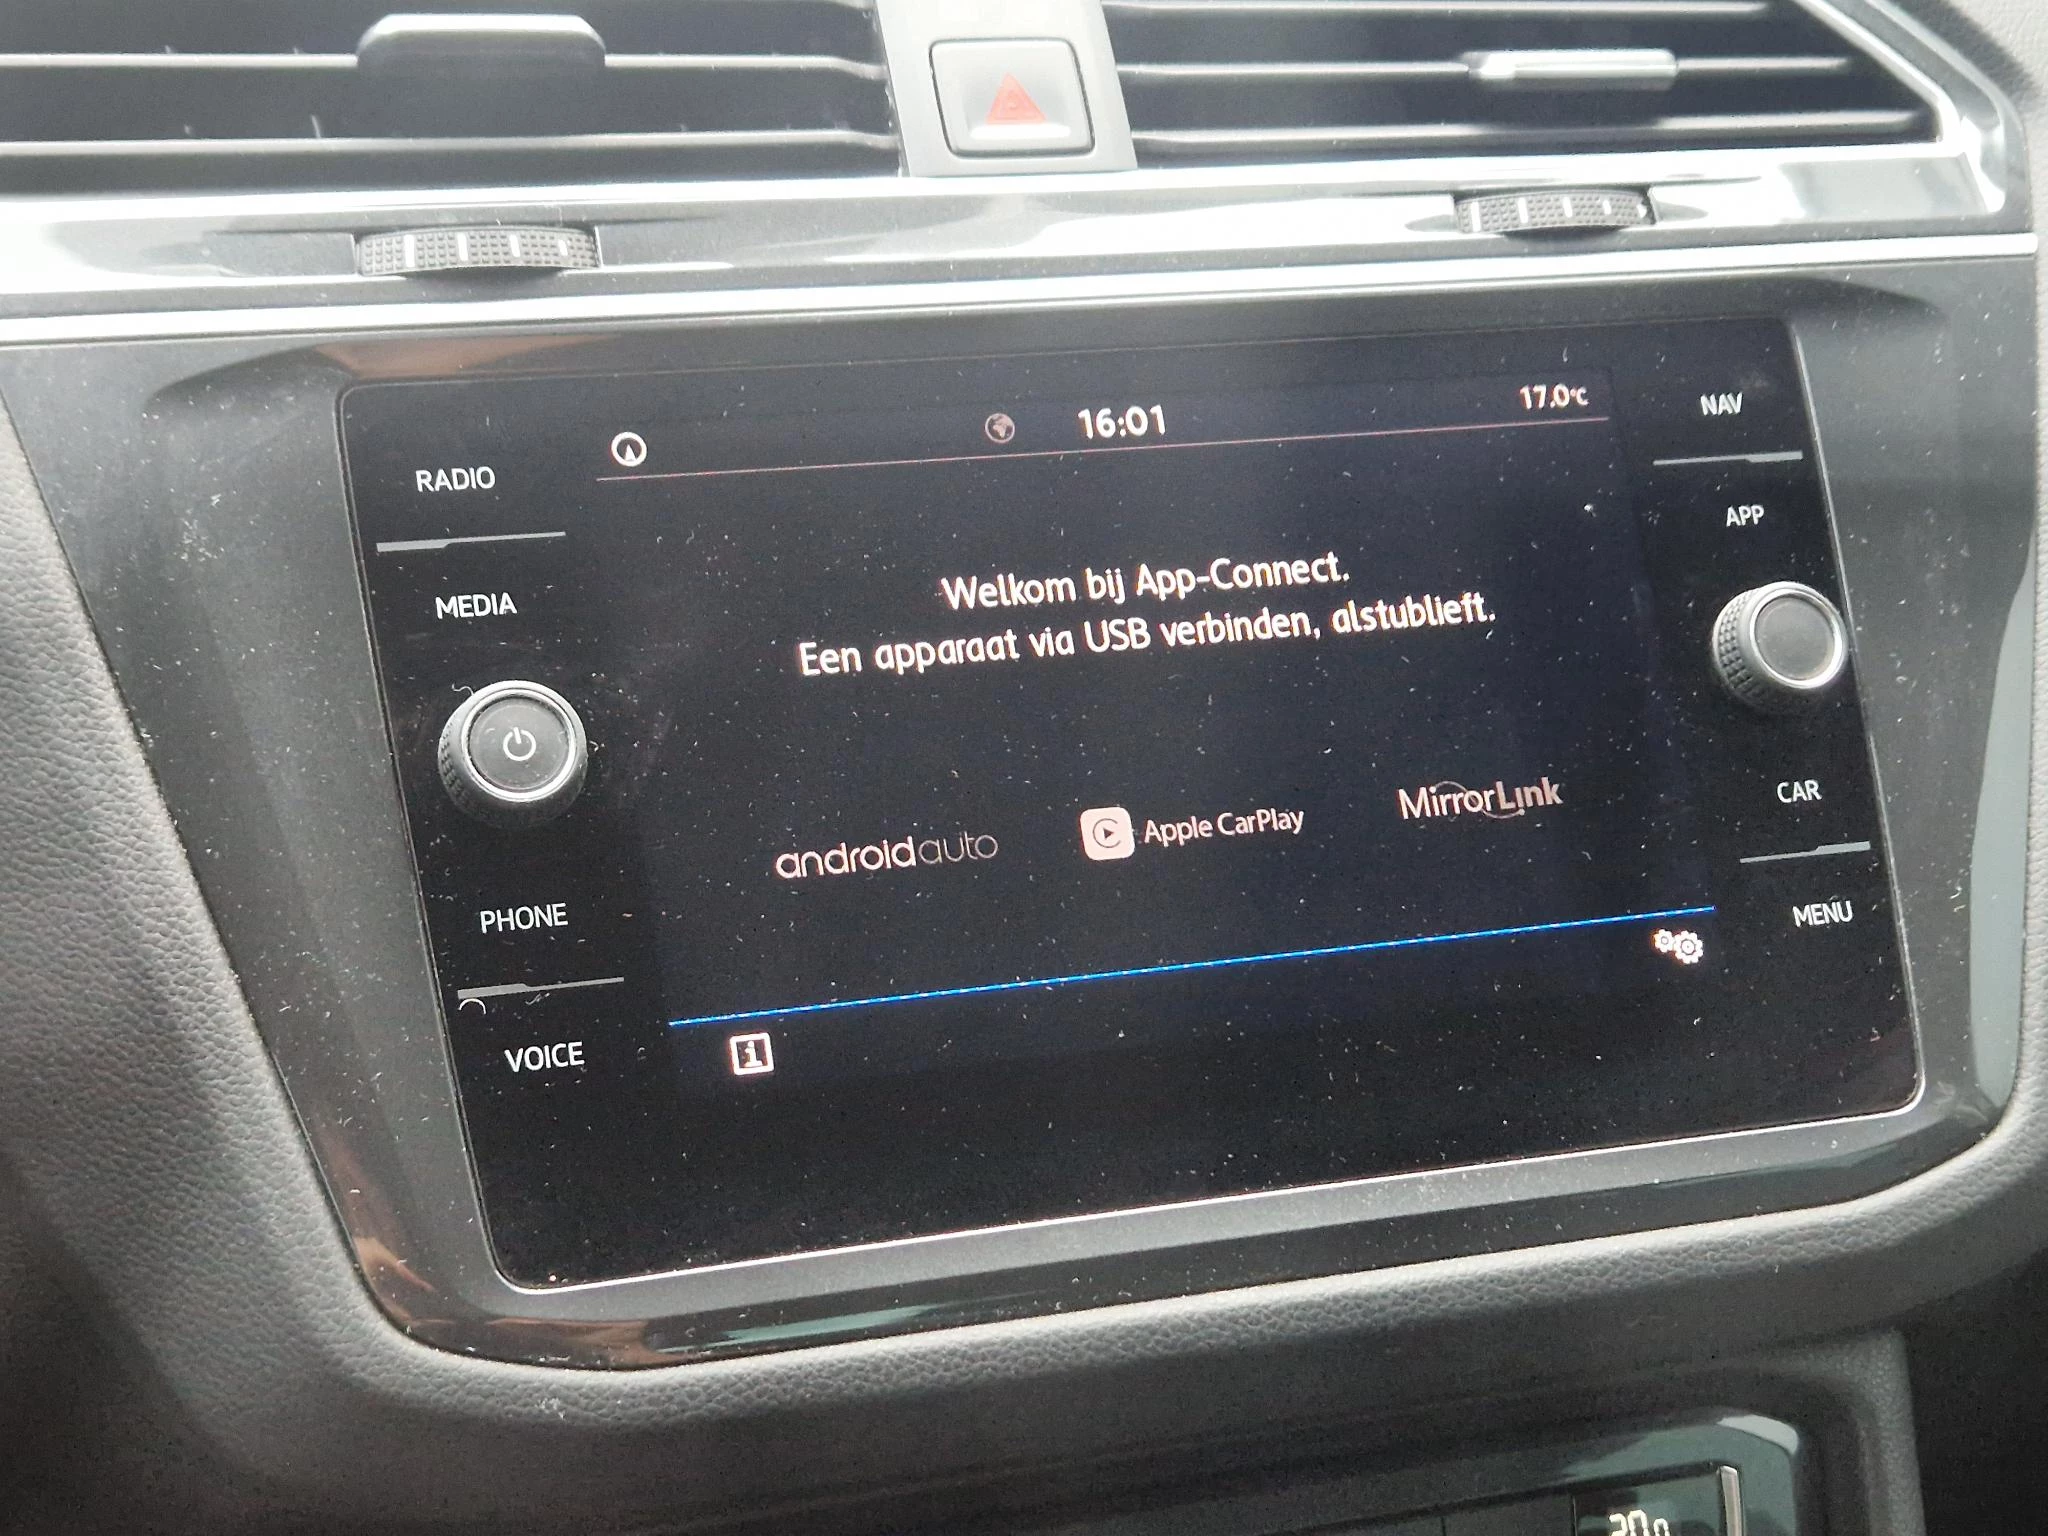 16:01
17.0°C
RADIO
MEDIA
PHONE
VOICE
Welkom bij App-Connect.
Een apparaat via USB verbinden, alstublieft.
androidauto
Apple CarPlay
MirrorLink
i
NAV
APP
CAR
MENU